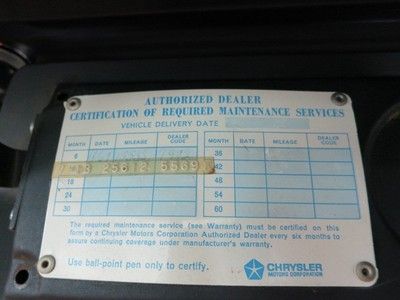 AUTHORIZED DEALER
CERTIFICATION OF REQUIRED MAINTENANCE SERVICES
VEHICLE DELIVERY DATE
MONTH DATE MILEAGE DEALER CODE MONTH DATE MILEAGE DEALER CODE
6 36
13 25612 5669 42
18 48
24 54
30 60
The required maintenance service (see Warranty) must be certified on this
form by a Chrysler Motors Corporation Authorized Dealer every six months to
assure continuing coverage under manufacturer's warranty.
Use ball-point pen only to certify.
CHRYSLER
MOTORS CORPORATION